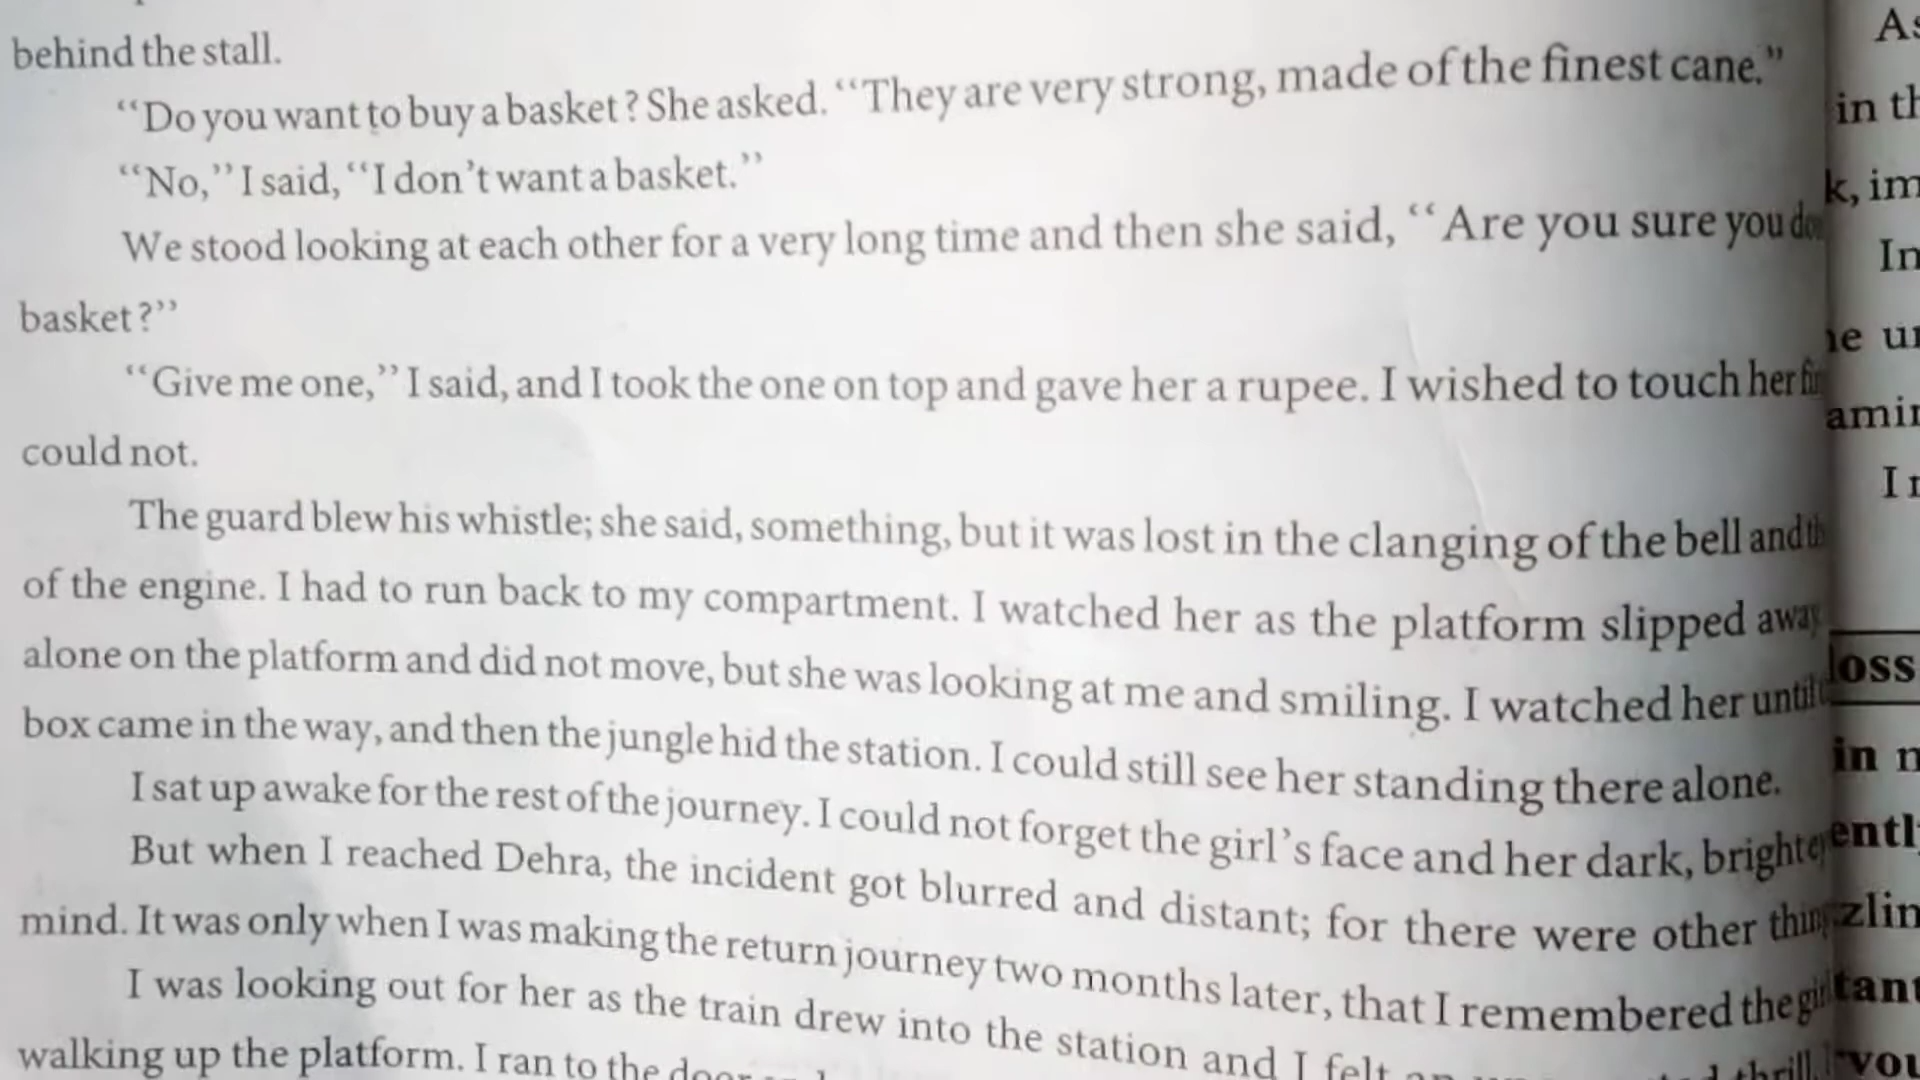 behind the stall.
“Do you want to buy a basket? She asked. “They are very strong, made of the finest cane.”
“No,” I said, “I don’t want a basket.”
We stood looking at each other for a very long time and then she said, “Are you sure you
basket?”
“Give me one,” I said, and I took the one on top and gave her a rupee. I wished to touch her
could not.
The guard blew his whistle; she said, something, but it was lost in the clanging of the bell and
of the engine. I had to run back to my compartment. I watched her as the platform slipped away
alone on the platform and did not move, but she was looking at me and smiling. I watched her until
box came in the way, and then the jungle hid the station. I could still see her standing there alone.
I sat up awake for the rest of the journey. I could not forget the girl’s face and her dark,
But when I reached Dehra, the incident got blurred and distant; for there were other
mind. It was only when I was making the return journey two months later, that I remembered the
I was looking out for her as the train drew into the station and I felt
walking up the platform. I ran to the
As
in
In
loss
in